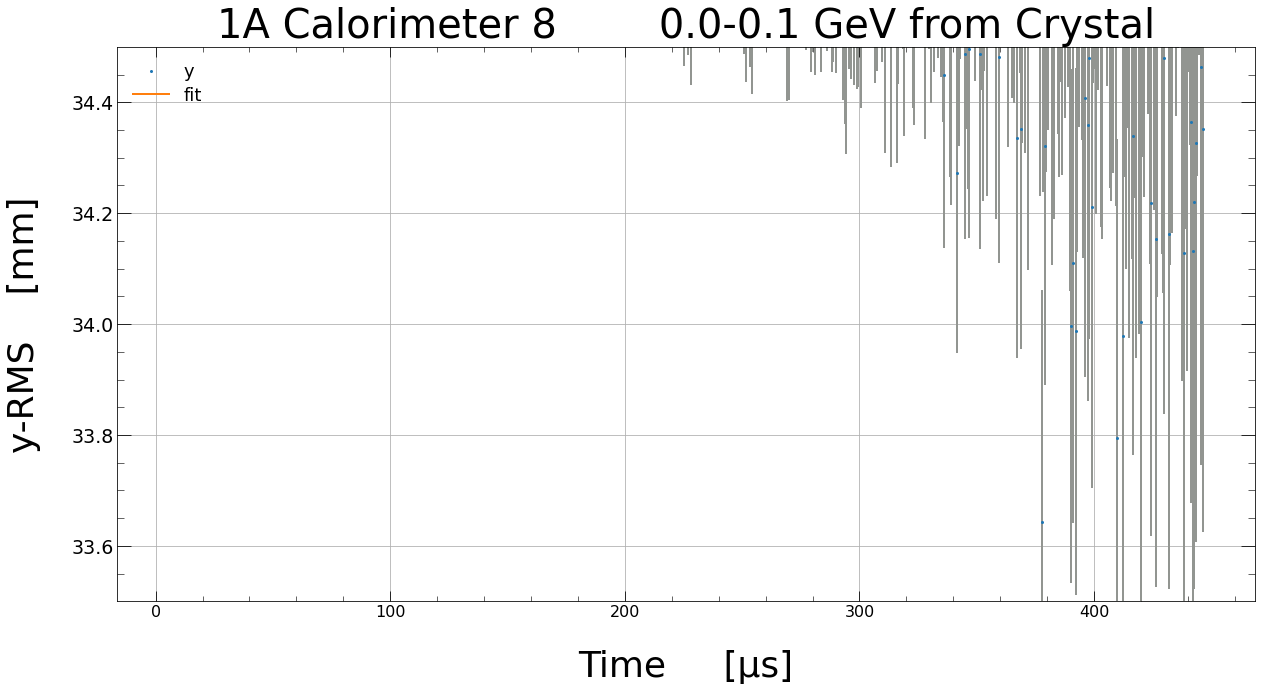 1A Calorimeter 8 0.0-0.1 GeV from Crystal
y
fit
34.4
34.2
34.0
33.8
33.6
y-RMS [mm]
0 100 200 300 400
Time [μs]